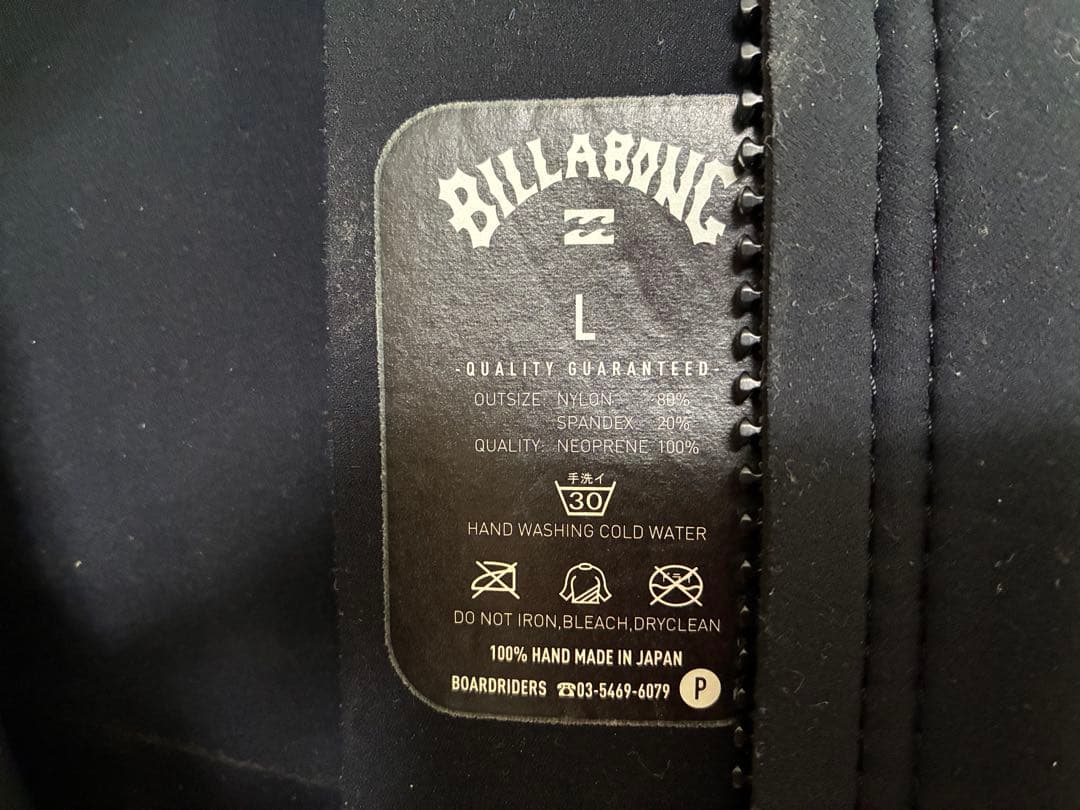 BILLABONG
L
-QUALITY GUARANTEED-
OUTSIZE: NYLON 80%
SPANDEX 20%
QUALITY: NEOPRENE 100%
手洗イ
30
HAND WASHING COLD WATER
DO NOT IRON,BLEACH,DRYCLEAN
100% HAND MADE IN JAPAN
BOARDRIDERS ☎03-5469-6079 P